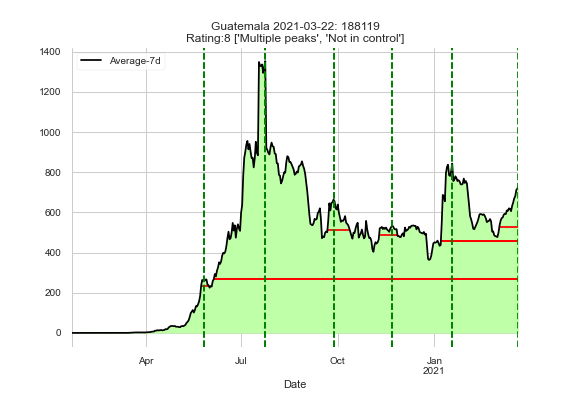 Guatemala 2021-03-22: 188119
Rating:8 ['Multiple peaks', 'Not in control']
1400
Average-7d
1200
1000
800
600
400
200
0
Apr
Jul
Oct
Jan
2021
Date